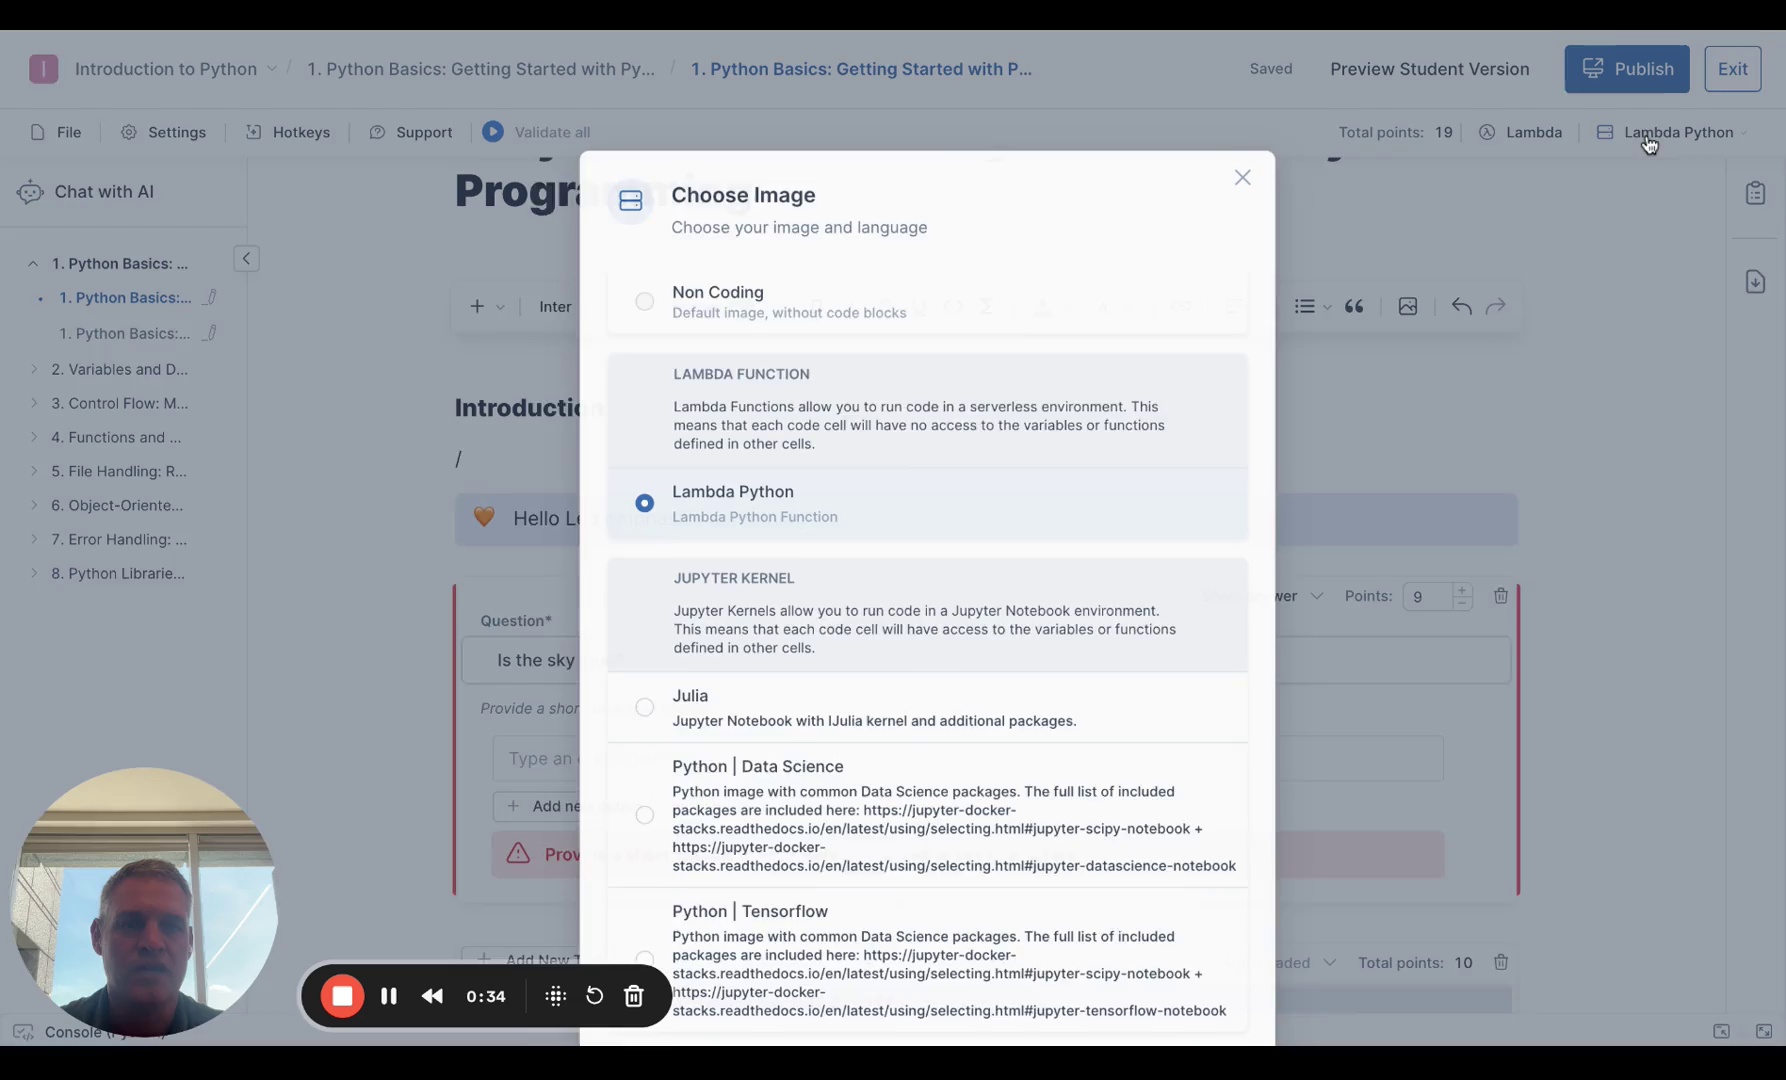 I
Introduction to Python / 1. Python Basics: Getting Started with Py... / 1. Python Basics: Getting Started with P...
Saved
Preview Student Version
Publish
Exit
File
Settings
Hotkeys
Support
Validate all
Total points: 19
Lambda
Lambda Python
Chat with AI
1. Python Basics: ...
1. Python Basics:...
1. Python Basics:...
2. Variables and D...
3. Control Flow: M...
4. Functions and ...
5. File Handling: R...
6. Object-Oriente...
7. Error Handling: ...
8. Python Librarie...
Inter
Introduction
/
Hello Le
Question*
Is the sky
Provide a shor
Type an
Add ne
Prov
Points: 9
Add New T
Total points: 10
Choose Image
Choose your image and language
Non Coding
Default image, without code blocks
LAMBDA FUNCTION
Lambda Functions allow you to run code in a serverless environment. This
means that each code cell will have no access to the variables or functions
defined in other cells.
Lambda Python
Lambda Python Function
JUPYTER KERNEL
Jupyter Kernels allow you to run code in a Jupyter Notebook environment.
This means that each code cell will have access to the variables or functions
defined in other cells.
Julia
Jupyter Notebook with IJulia kernel and additional packages.
Python | Data Science
Python image with common Data Science packages. The full list of included
packages are included here: https://jupyter-docker-
stacks.readthedocs.io/en/latest/using/selecting.html#jupyter-scipy-notebook +
https://jupyter-docker-
stacks.readthedocs.io/en/latest/using/selecting.html#jupyter-datascience-notebook
Python | Tensorflow
Python image with common Data Science packages. The full list of included
packages are included here: https://jupyter-docker-
stacks.readthedocs.io/en/latest/using/selecting.html#jupyter-scipy-notebook +
https://jupyter-docker-
stacks.readthedocs.io/en/latest/using/selecting.html#jupyter-tensorflow-notebook
0:34
Console